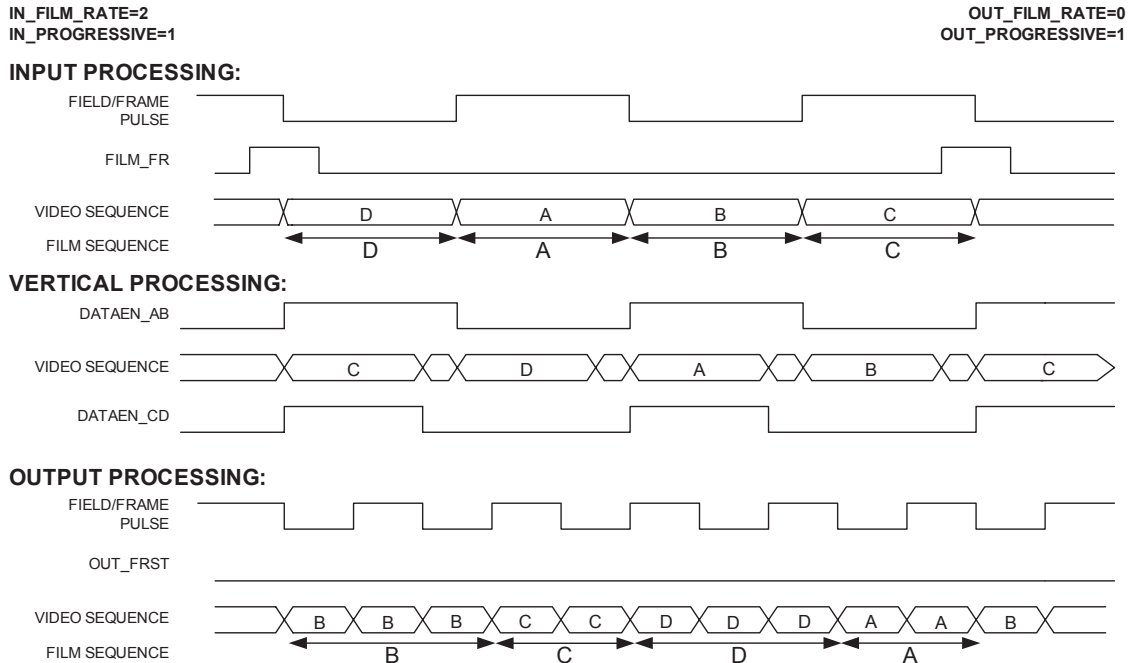 IN_FILM_RATE=2
IN_PROGRESSIVE=1
OUT_FILM_RATE=0
OUT_PROGRESSIVE=1
INPUT PROCESSING:
FIELD/FRAME
PULSE
FILM_FR
VIDEO SEQUENCE D A B C
FILM SEQUENCE D A B C
VERTICAL PROCESSING:
DATAEN_AB
VIDEO SEQUENCE C D A B C
DATAEN_CD
OUTPUT PROCESSING:
FIELD/FRAME
PULSE
OUT_FRST
VIDEO SEQUENCE B B B C C D D D A A B
FILM SEQUENCE B C D A